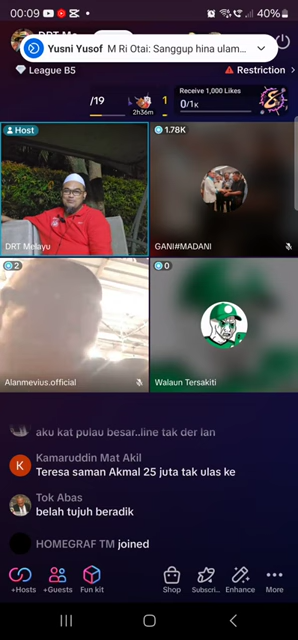 00:09
40%
Yusni Yusof M Ri Otai: Sanggup hina ulam...
League B5
Restriction
/19
2h36m
1
Receive 1,000 Likes
0/1K
Host
1.78K
DRT Melayu
GANI#MADANI
2
0
Alanmevius.official
Walaun Tersakiti
aku kat pulau besar..line tak der lan
Kamaruddin Mat Akil
Teresa saman Akmal 25 juta tak ulas ke
Tok Abas
belah tujuh beradik
HOMEGRAF TM joined
+Hosts
+Guests
Fun kit
Shop
Subscri...
Enhance
More